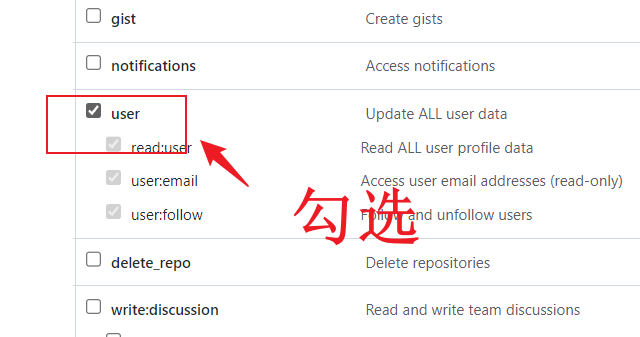 gist Create gists
notifications Access notifications
user Update ALL user data
read:user Read ALL user profile data
user:email Access user email addresses (read-only)
勾选
user:follow Follow and unfollow users
delete_repo Delete repositories
write:discussion Read and write team discussions